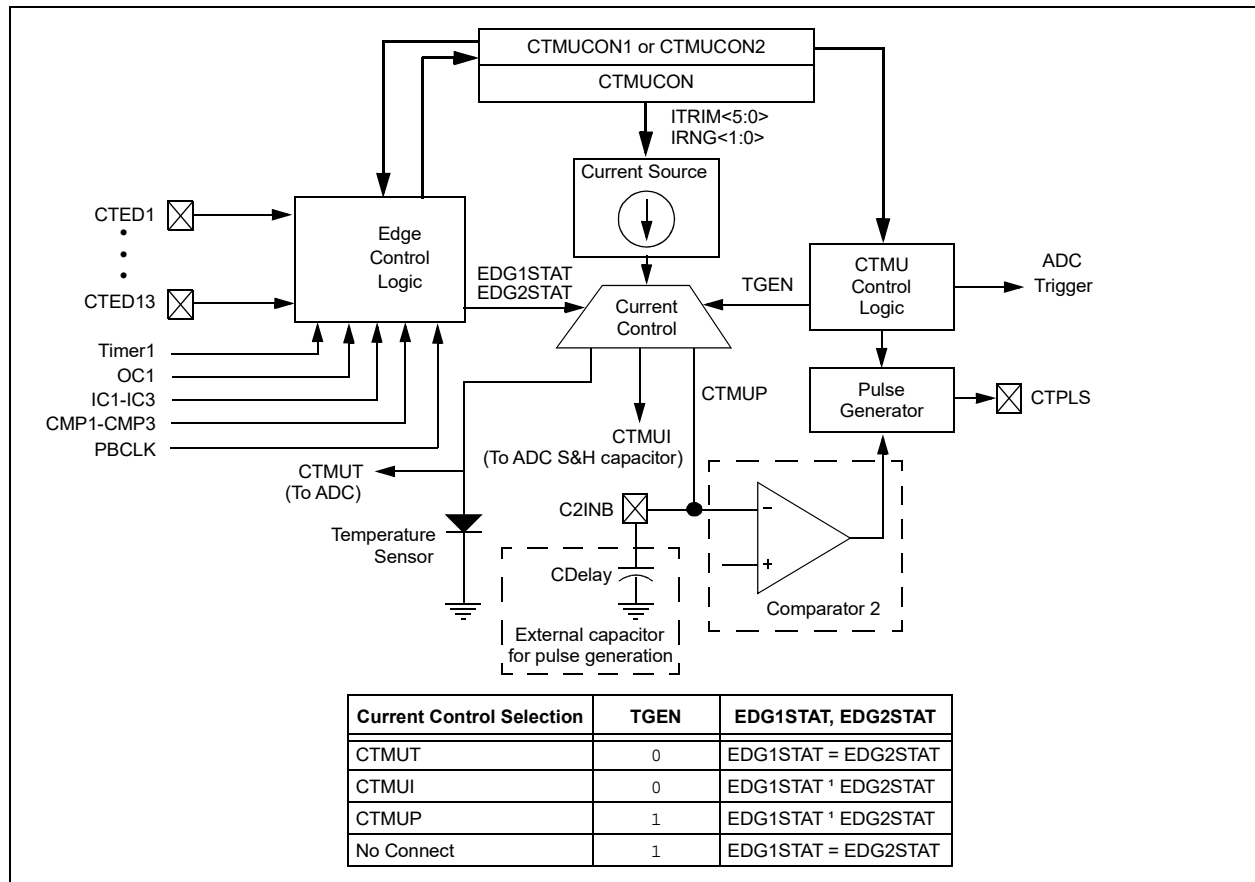 CTMUCON1 or CTMUCON2
CTMUCON
ITRIM<5:0>
IRNG<1:0>
Current Source
CTED1
CTED13
Edge
Control
Logic
EDG1STAT
EDG2STAT
Current
Control
TGEN
CTMU
Control
Logic
ADC
Trigger
Timer1
OC1
IC1-IC3
CMP1-CMP3
PBCLK
Pulse
Generator
CTPLS
CTMUP
CTMUI
(To ADC S&H capacitor)
CTMUT
(To ADC)
C2INB
Temperature
Sensor
CDelay
External capacitor
for pulse generation
−
+
Comparator 2
Current Control Selection TGEN EDG1STAT, EDG2STAT
CTMUT 0 EDG1STAT = EDG2STAT
CTMUI 0 EDG1STAT ¹ EDG2STAT
CTMUP 1 EDG1STAT ¹ EDG2STAT
No Connect 1 EDG1STAT = EDG2STAT